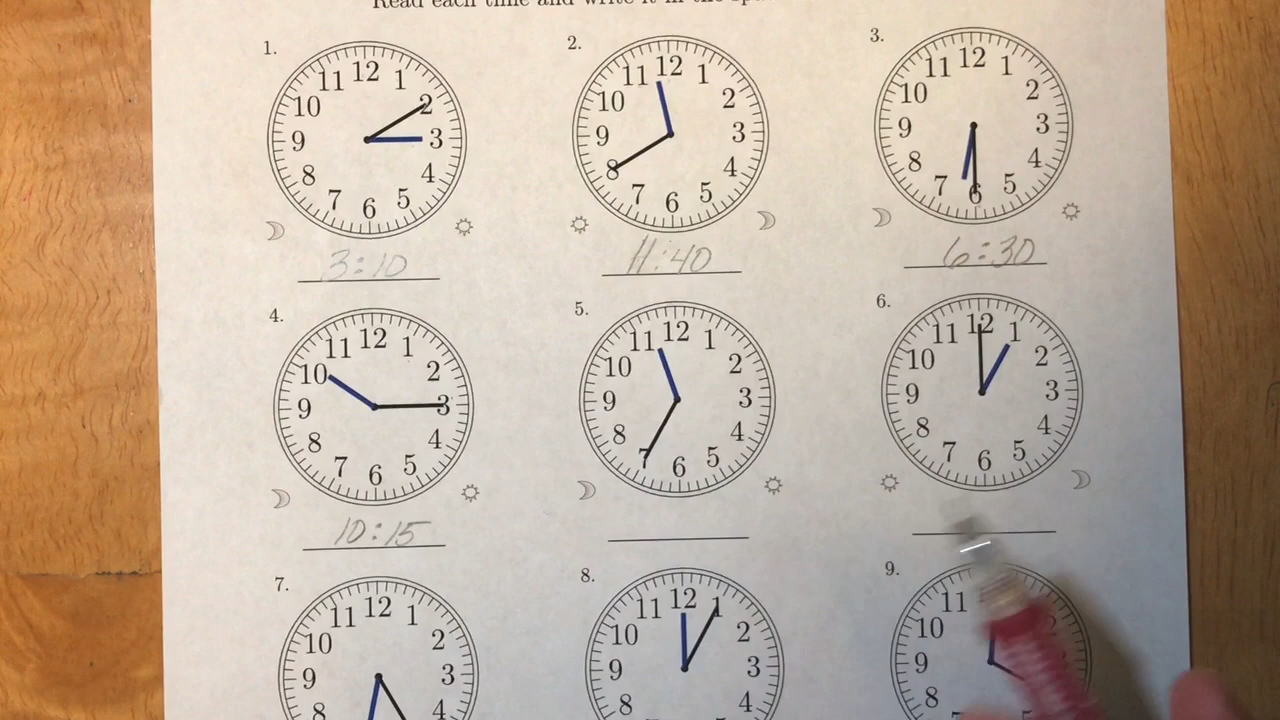 Read each time and write it in the
1. 2. 3.
12 1 2 3 4 5 6 7 8 9 10 11
12 1 2 3 4 5 6 7 8 9 10 11
12 1 2 3 4 5 6 7 8 9 10 11
3:10 11:40 6:30
4. 5. 6.
12 1 2 3 4 5 6 7 8 9 10 11
12 1 2 3 4 5 6 7 8 9 10 11
12 1 2 3 4 5 6 7 8 9 10 11
10:15
7. 8. 9.
12 1 2 3 4 8 9 10 11
12 1 2 3 4 8 9 10 11
8 9 10 11